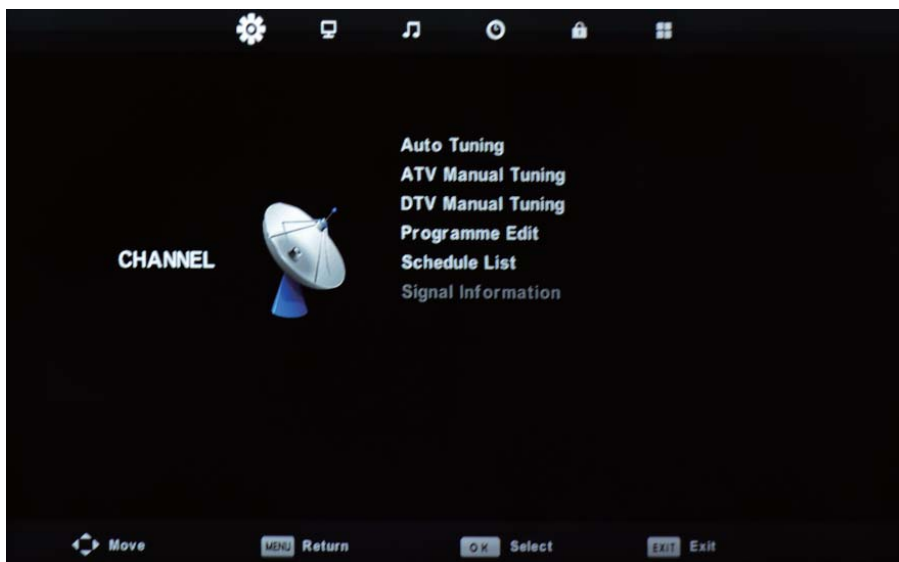 Auto Tuning
ATV Manual Tuning
DTV Manual Tuning
Programme Edit
CHANNEL
Schedule List
Signal Information
Move
MENU Return
OK Select
EXIT Exit